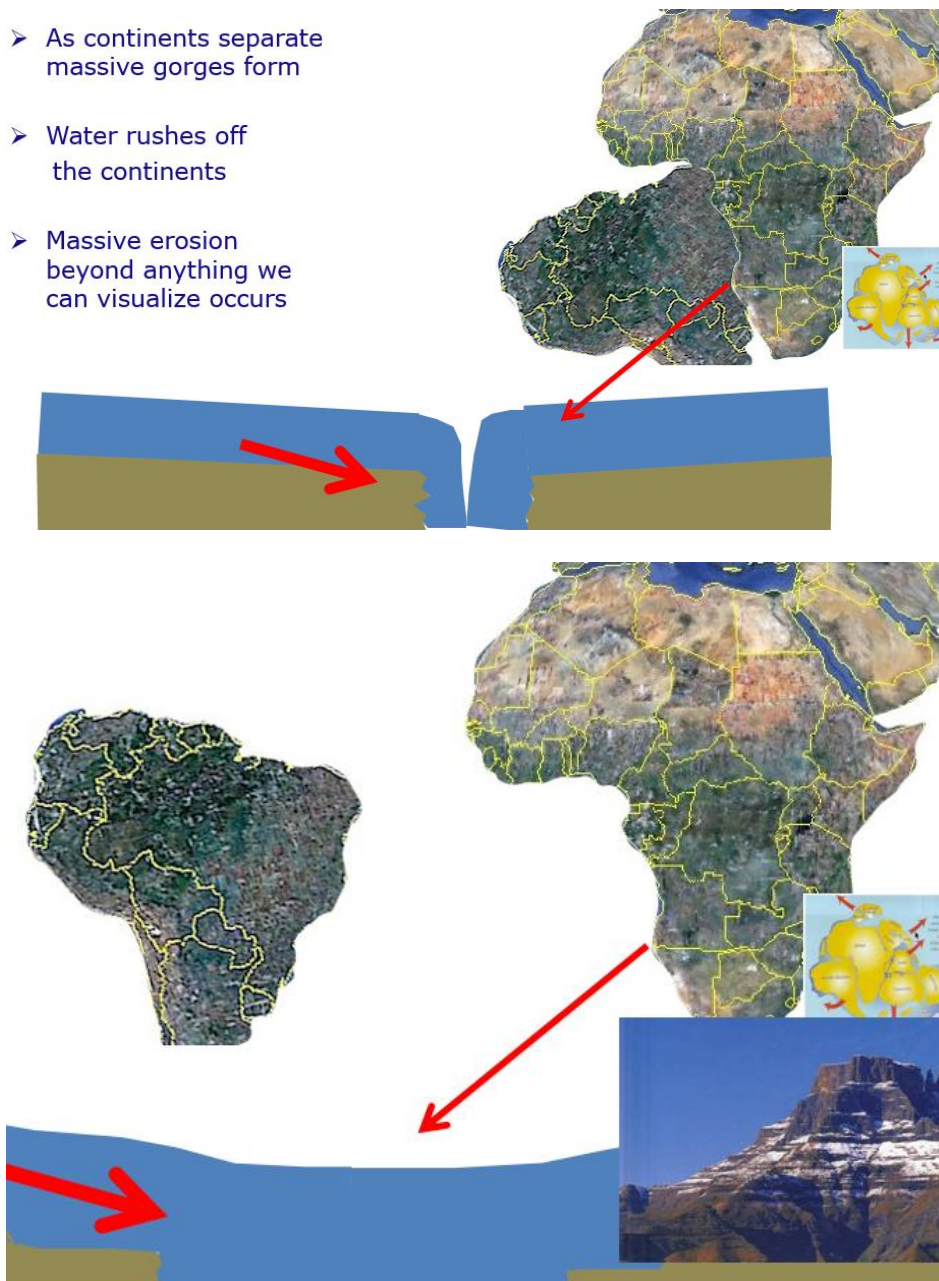 ➢ As continents separate
massive gorges form
➢ Water rushes off
the continents
➢ Massive erosion
beyond anything we
can visualize occurs